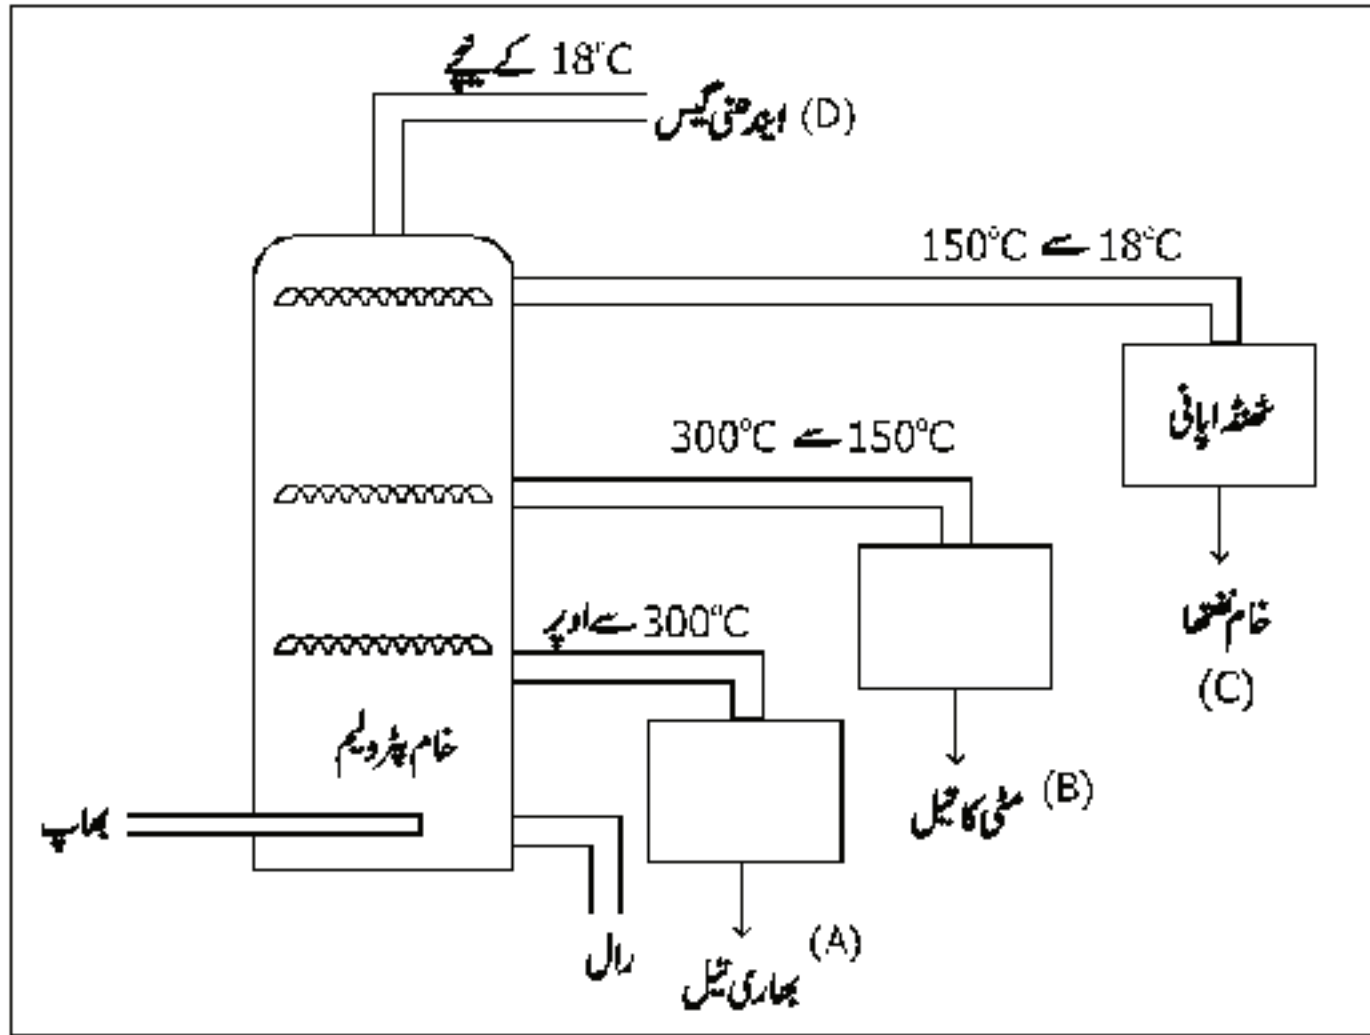 18°C کے نیچے
ایندھنی گیس (D)
150°C سے 18°C
ٹھنڈا پانی
300°C سے 150°C
300°C سے اوپر
خام نفتھا
(C)
خام پٹرولیم
مٹی کا تیل (B)
بھاپ
رال
بھاری تیل (A)